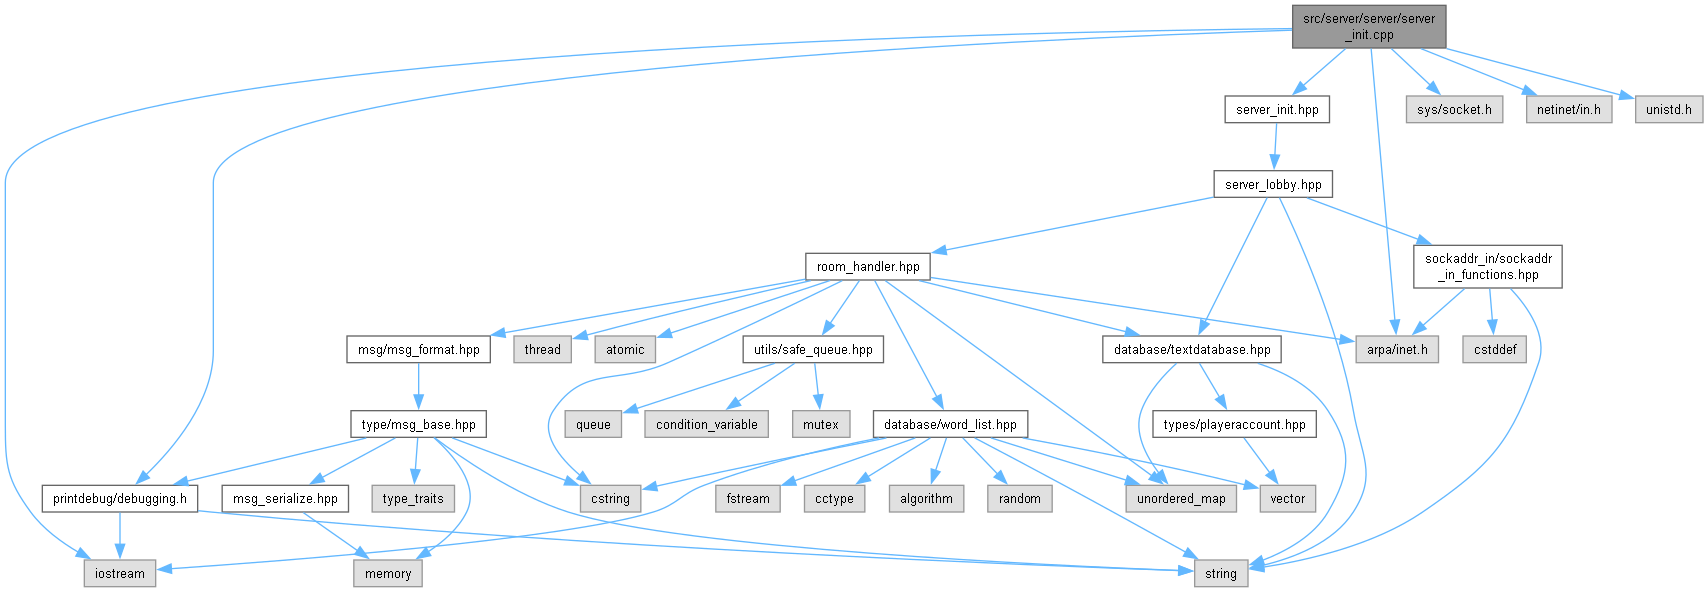 src/server/server/server
_init.cpp
server_init.hpp
sys/socket.h
netinet/in.h
unistd.h
server_lobby.hpp
room_handler.hpp
sockaddr_in/sockaddr
_in_functions.hpp
msg/msg_format.hpp
thread
atomic
utils/safe_queue.hpp
database/textdatabase.hpp
arpa/inet.h
cstddef
type/msg_base.hpp
queue
condition_variable
mutex
database/word_list.hpp
types/playeraccount.hpp
printdebug/debugging.h
msg_serialize.hpp
type_traits
cstring
fstream
cctype
algorithm
random
unordered_map
vector
iostream
memory
string